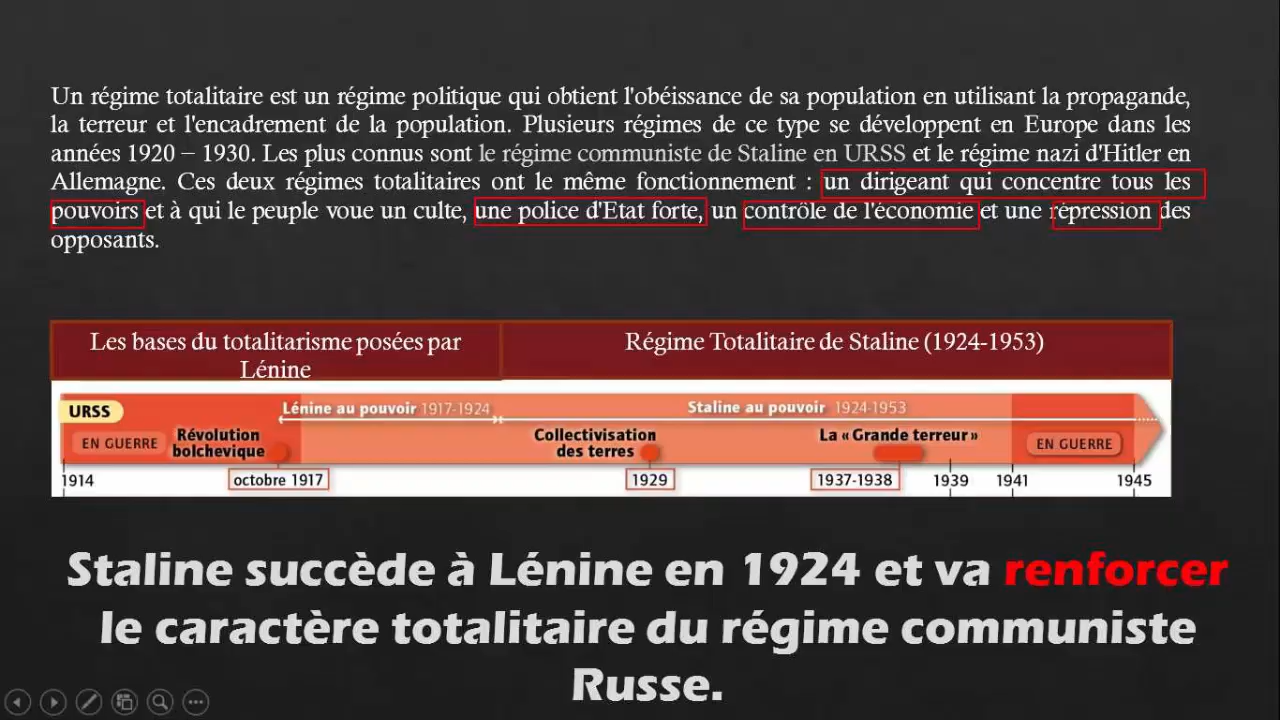 Un régime totalitaire est un régime politique qui obtient l'obéissance de sa population en utilisant la propagande,
la terreur et l'encadrement de la population. Plusieurs régimes de ce type se développent en Europe dans les
années 1920 – 1930. Les plus connus sont le régime communiste de Staline en URSS et le régime nazi d'Hitler en
Allemagne. Ces deux régimes totalitaires ont le même fonctionnement : un dirigeant qui concentre tous les
pouvoirs et à qui le peuple voue un culte, une police d'Etat forte, un contrôle de l'économie et une répression des
opposants.
Les bases du totalitarisme posées par
Lénine
Régime Totalitaire de Staline (1924-1953)
URSS
Lénine au pouvoir 1917-1924
Staline au pouvoir 1924-1953
EN GUERRE
Révolution
bolchevique
Collectivisation
des terres
La « Grande terreur »
EN GUERRE
1914
octobre 1917
1929
1937-1938
1939
1941
1945
Staline succède à Lénine en 1924 et va renforcer
le caractère totalitaire du régime communiste
Russe.